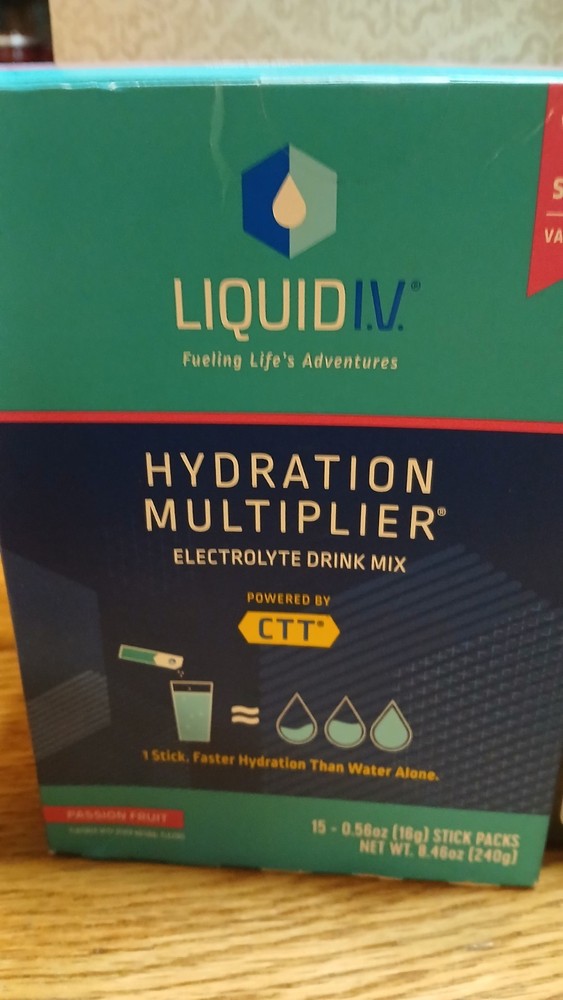 S
VA
LIQUID I.V.®
Fueling Life's Adventures
HYDRATION
MULTIPLIER®
ELECTROLYTE DRINK MIX
POWERED BY
CTT®
1 Stick. Faster Hydration Than Water Alone.
PASSION FRUIT
15 - 0.56oz (16g) STICK PACKS
NET WT. 8.46oz (240g)